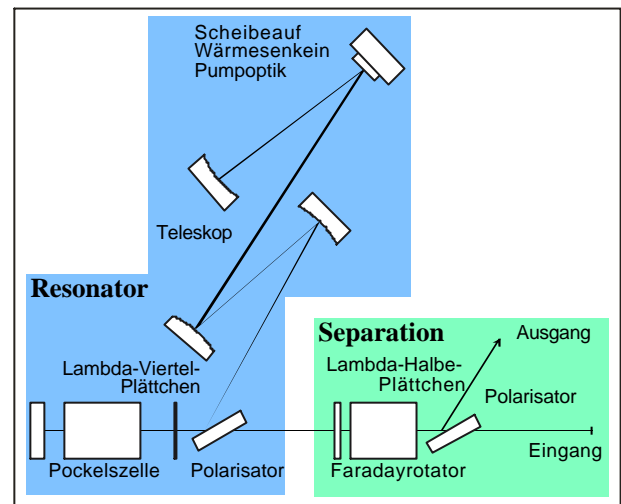 Scheibeauf
Wärmesenkein
Pumpoptik
Teleskop
Resonator
Separation
Ausgang
Lambda-Viertel-
Plättchen
Lambda-Halbe-
Plättchen
Polarisator
Eingang
Pockelszelle
Polarisator
Faradayrotator